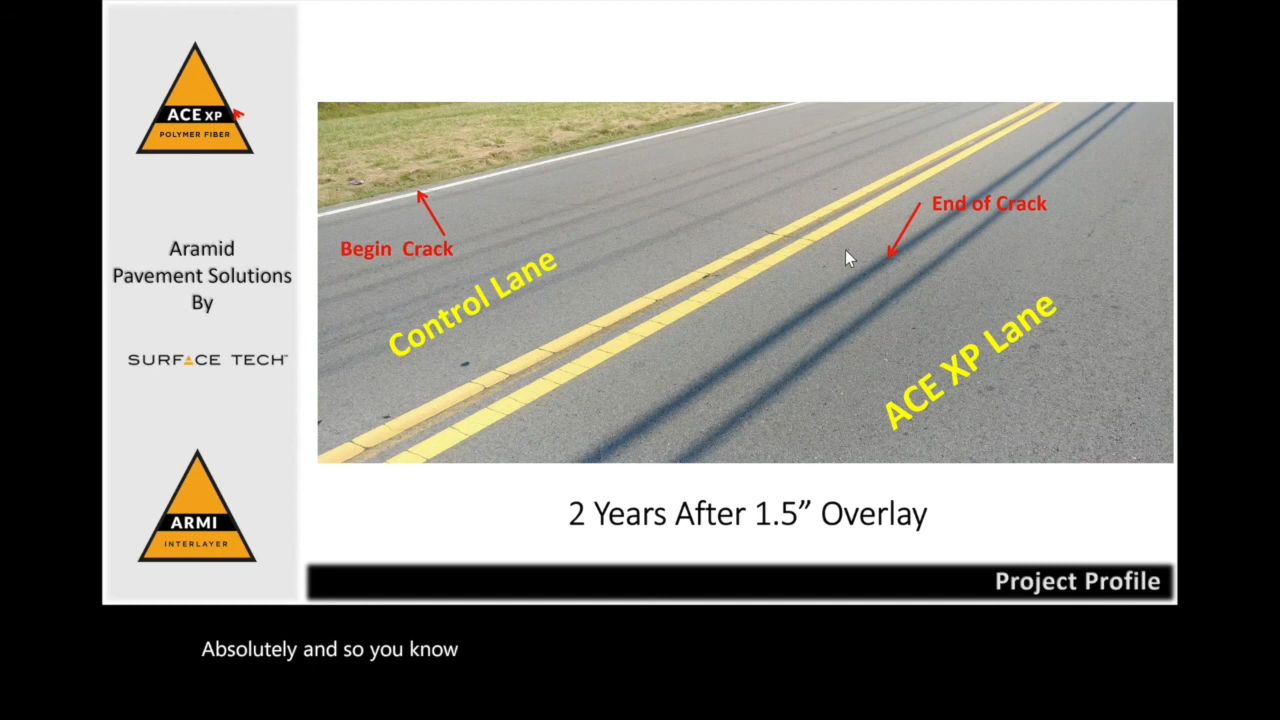 ACE XP
POLYMER FIBER
Aramid
Pavement Solutions
By
SURFACE TECH
ARMI
INTERLAYER
Begin Crack
Control Lane
End of Crack
ACE XP Lane
2 Years After 1.5” Overlay
Project Profile
Absolutely and so you know